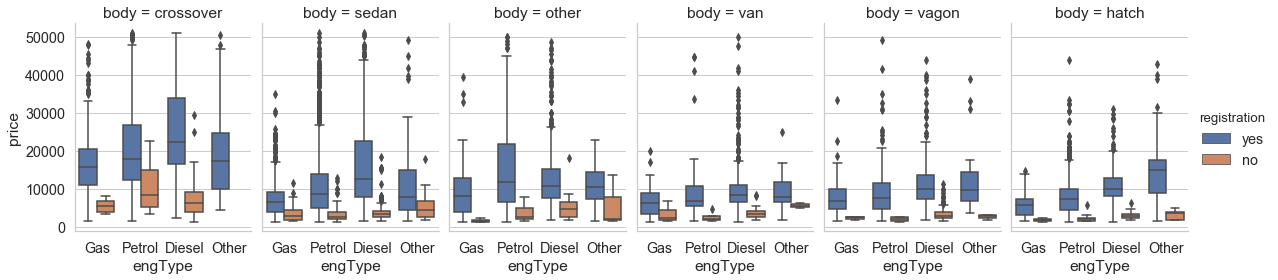 body = crossover
body = sedan
body = other
body = van
body = vagon
body = hatch
price
50000
40000
30000
20000
10000
0
Gas Petrol Diesel Other
Gas Petrol Diesel Other
Gas Petrol Diesel Other
Gas Petrol Diesel Other
Gas Petrol Diesel Other
Gas Petrol Diesel Other
engType
engType
engType
engType
engType
engType
registration
yes
no